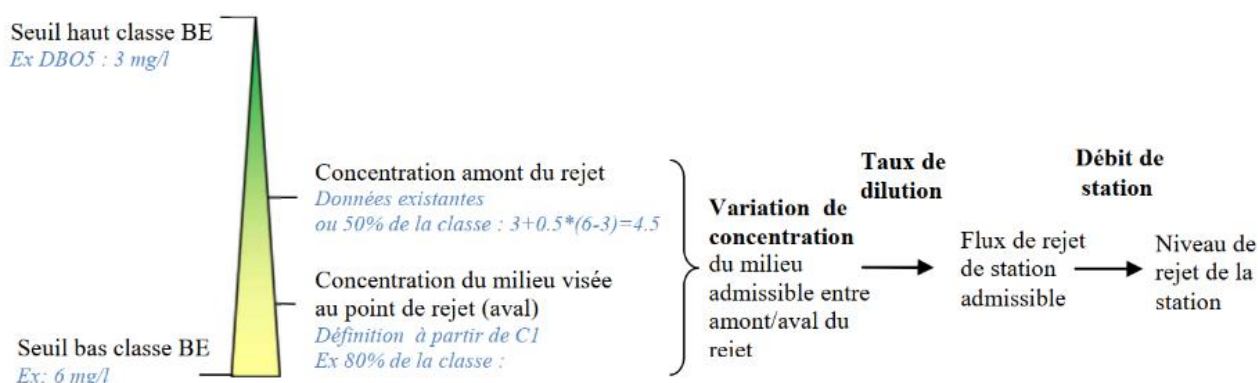 Seuil haut classe BE
Ex DBO5 : 3 mg/l
Concentration amont du rejet
Données existantes
ou 50% de la classe : 3+0.5*(6-3)=4.5
Concentration du milieu visée
au point de rejet (aval)
Définition à partir de C1
Ex 80% de la classe :
Seuil bas classe BE
Ex: 6 mg/l
Variation de
concentration
du milieu
admissible entre
amont/aval du
rejet
Taux de
dilution
Flux de rejet
de station
admissible
Débit de
station
Niveau de
rejet de la
station